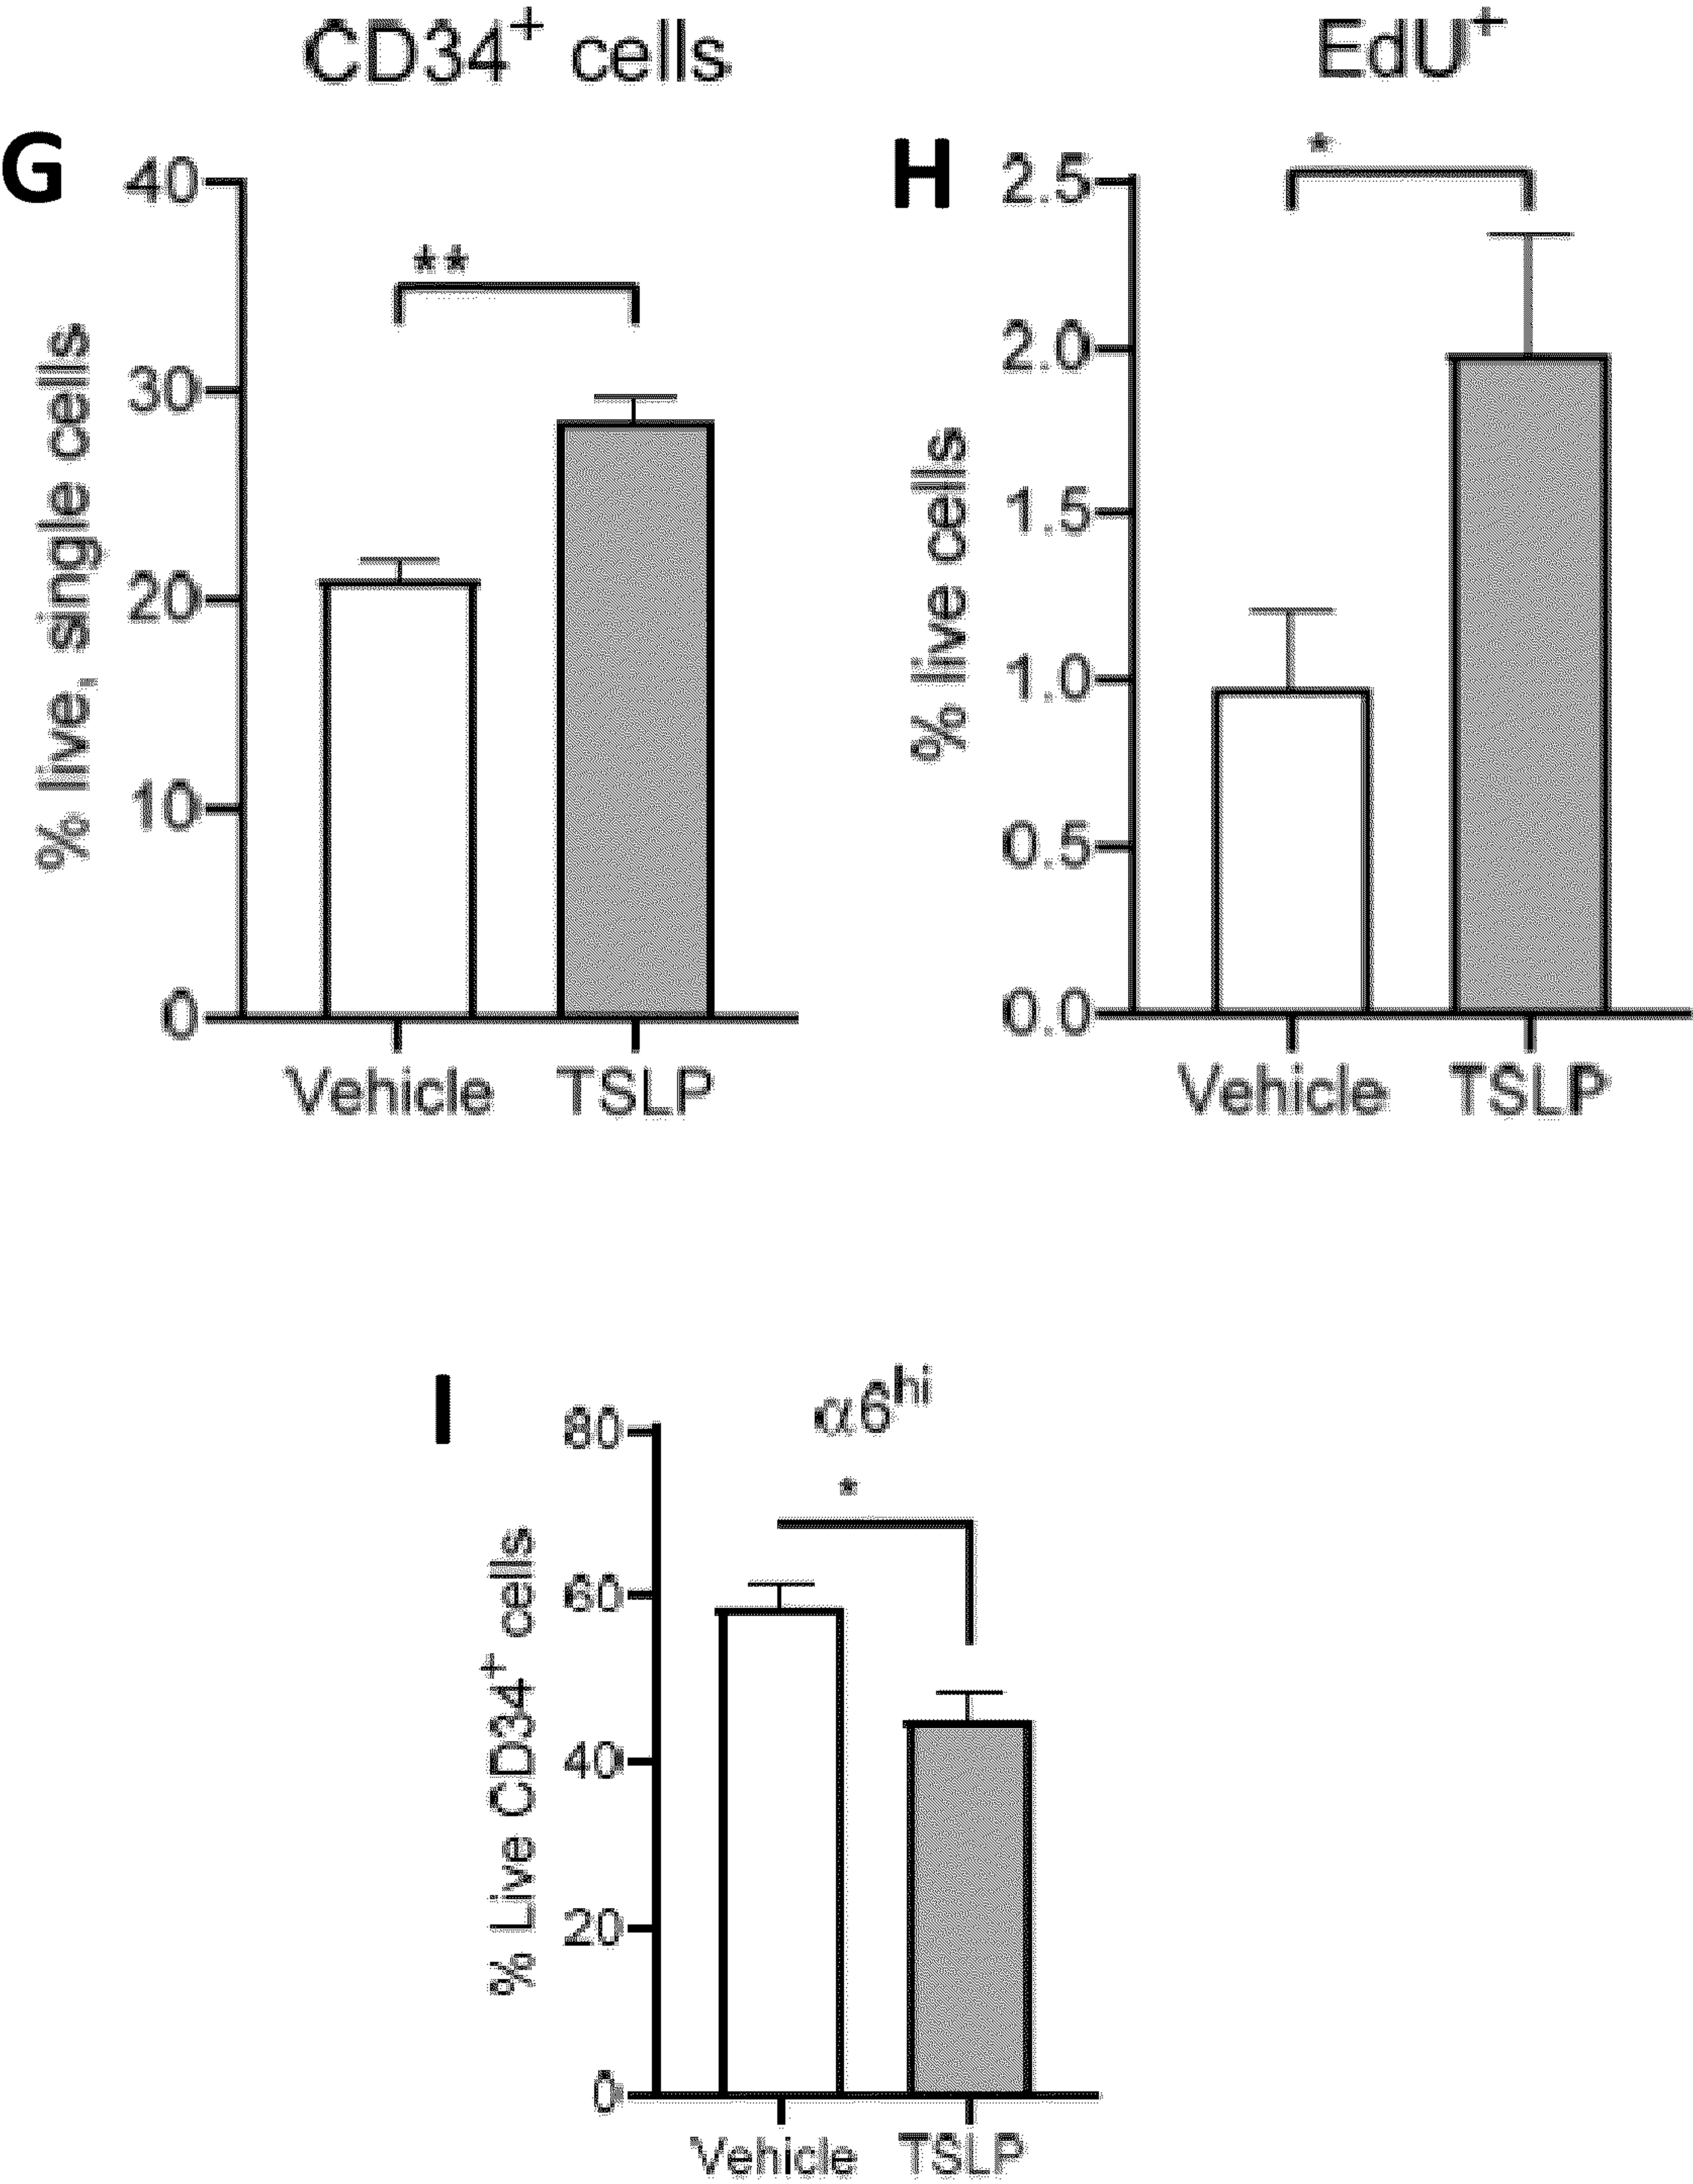 CD34⁺ cells
EdU⁺
G
H
40
30
20
10
0
% live, single cells
**
Vehicle TSLP
2.5
2.0
1.5
1.0
0.5
0.0
% live cells
*
Vehicle TSLP
I
α6ʰⁱ
80
60
40
20
0
% Live CD34⁺ cells
*
Vehicle TSLP